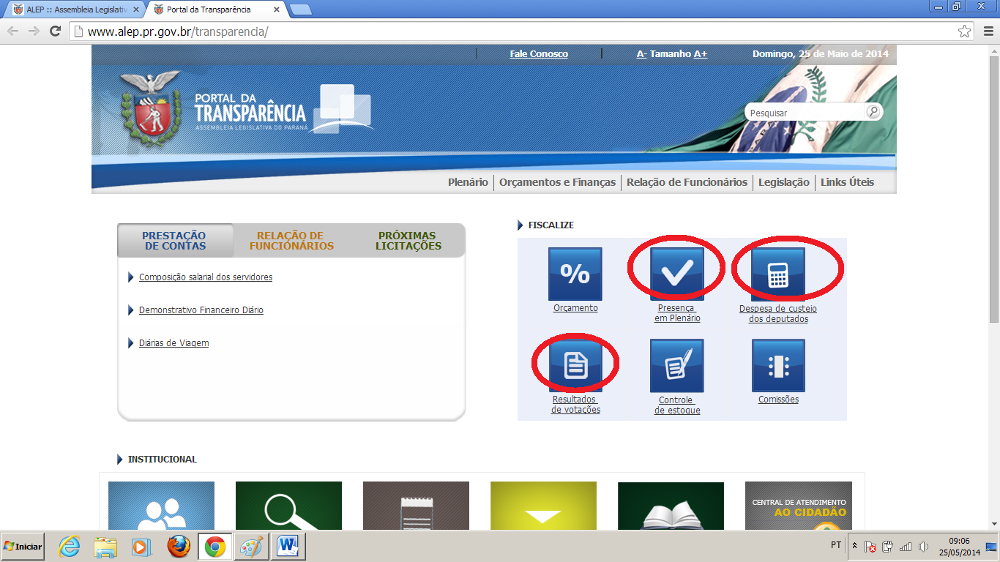 ALEP :: Assembleia Legislativ
Portal da Transparência
www.alep.pr.gov.br/transparencia/
Fale Conosco
A- Tamanho A+
Domingo, 25 de Maio de 2014
PORTAL DA
TRANSPARÊNCIA
ASSEMBLEIA LEGISLATIVA DO PARANÁ
Pesquisar
Plenário
Orçamentos e Finanças
Relação de Funcionários
Legislação
Links Úteis
PRESTAÇÃO
DE CONTAS
RELAÇÃO DE
FUNCIONÁRIOS
PRÓXIMAS
LICITAÇÕES
Composição salarial dos servidores
Demonstrativo Financeiro Diário
Diárias de Viagem
FISCALIZE
%
Orçamento
Presença
em Plenário
Despesa de custeio
dos deputados
Resultados
de votações
Controle
de estoque
Comissões
INSTITUCIONAL
CENTRAL DE ATENDIMENTO
AO CIDADÃO
Iniciar
PT
09:06
25/05/2014